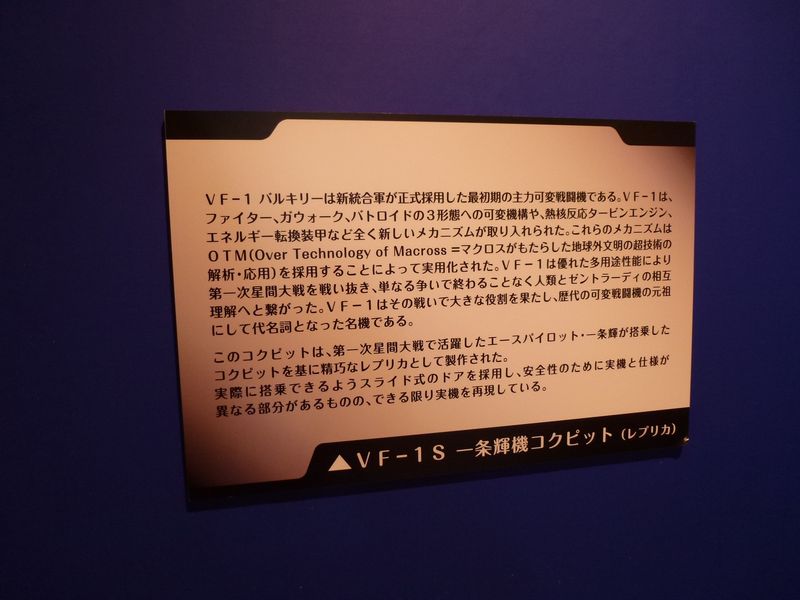 VF-1 バルキリーは新統合軍が正式採用した最初期の主力可変戦闘機である。VF-1は、
ファイター、ガウォーク、バトロイドの3形態への可変機構や、熱核反応タービンエンジン、
エネルギー転換装甲など全く新しいメカニズムが取り入れられた。これらのメカニズムは
OTM(Over Technology of Macross =マクロスがもたらした地球外文明の超技術の
解析・応用)を採用することによって実用化された。VF-1は優れた多用途性能により
第一次星間大戦を戦い抜き、単なる争いで終わることなく人類とゼントラーディの相互
理解へと繋がった。VF-1はその戦いで大きな役割を果たし、歴代の可変戦闘機の元祖
にして代名詞となった名機である。
このコクピットは、第一次星間大戦で活躍したエースパイロット・一条輝が搭乗した
コクピットを基に精巧なレプリカとして製作された。
実際に搭乗できるようスライド式のドアを採用し、安全性のために実機と仕様が
異なる部分があるものの、できる限り実機を再現している。
▲VF-1S 一条輝機コクピット(レプリカ)